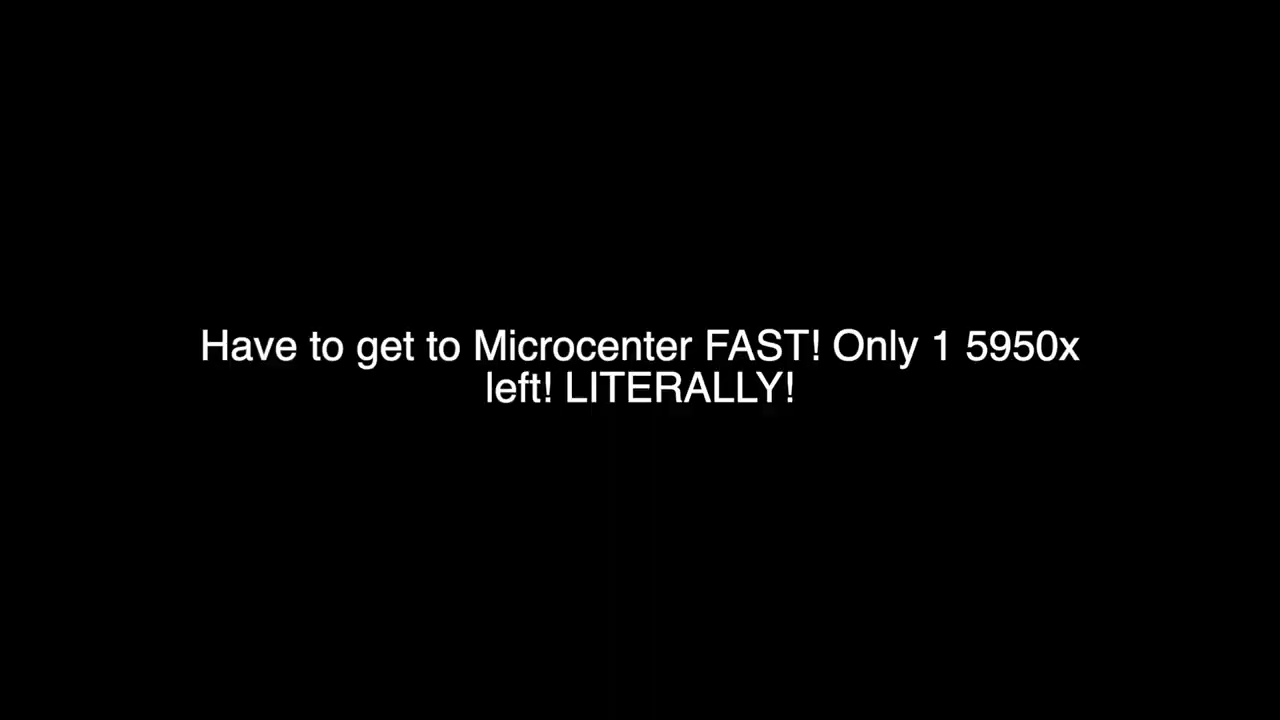 Have to get to Microcenter FAST! Only 1 5950x
left! LITERALLY!